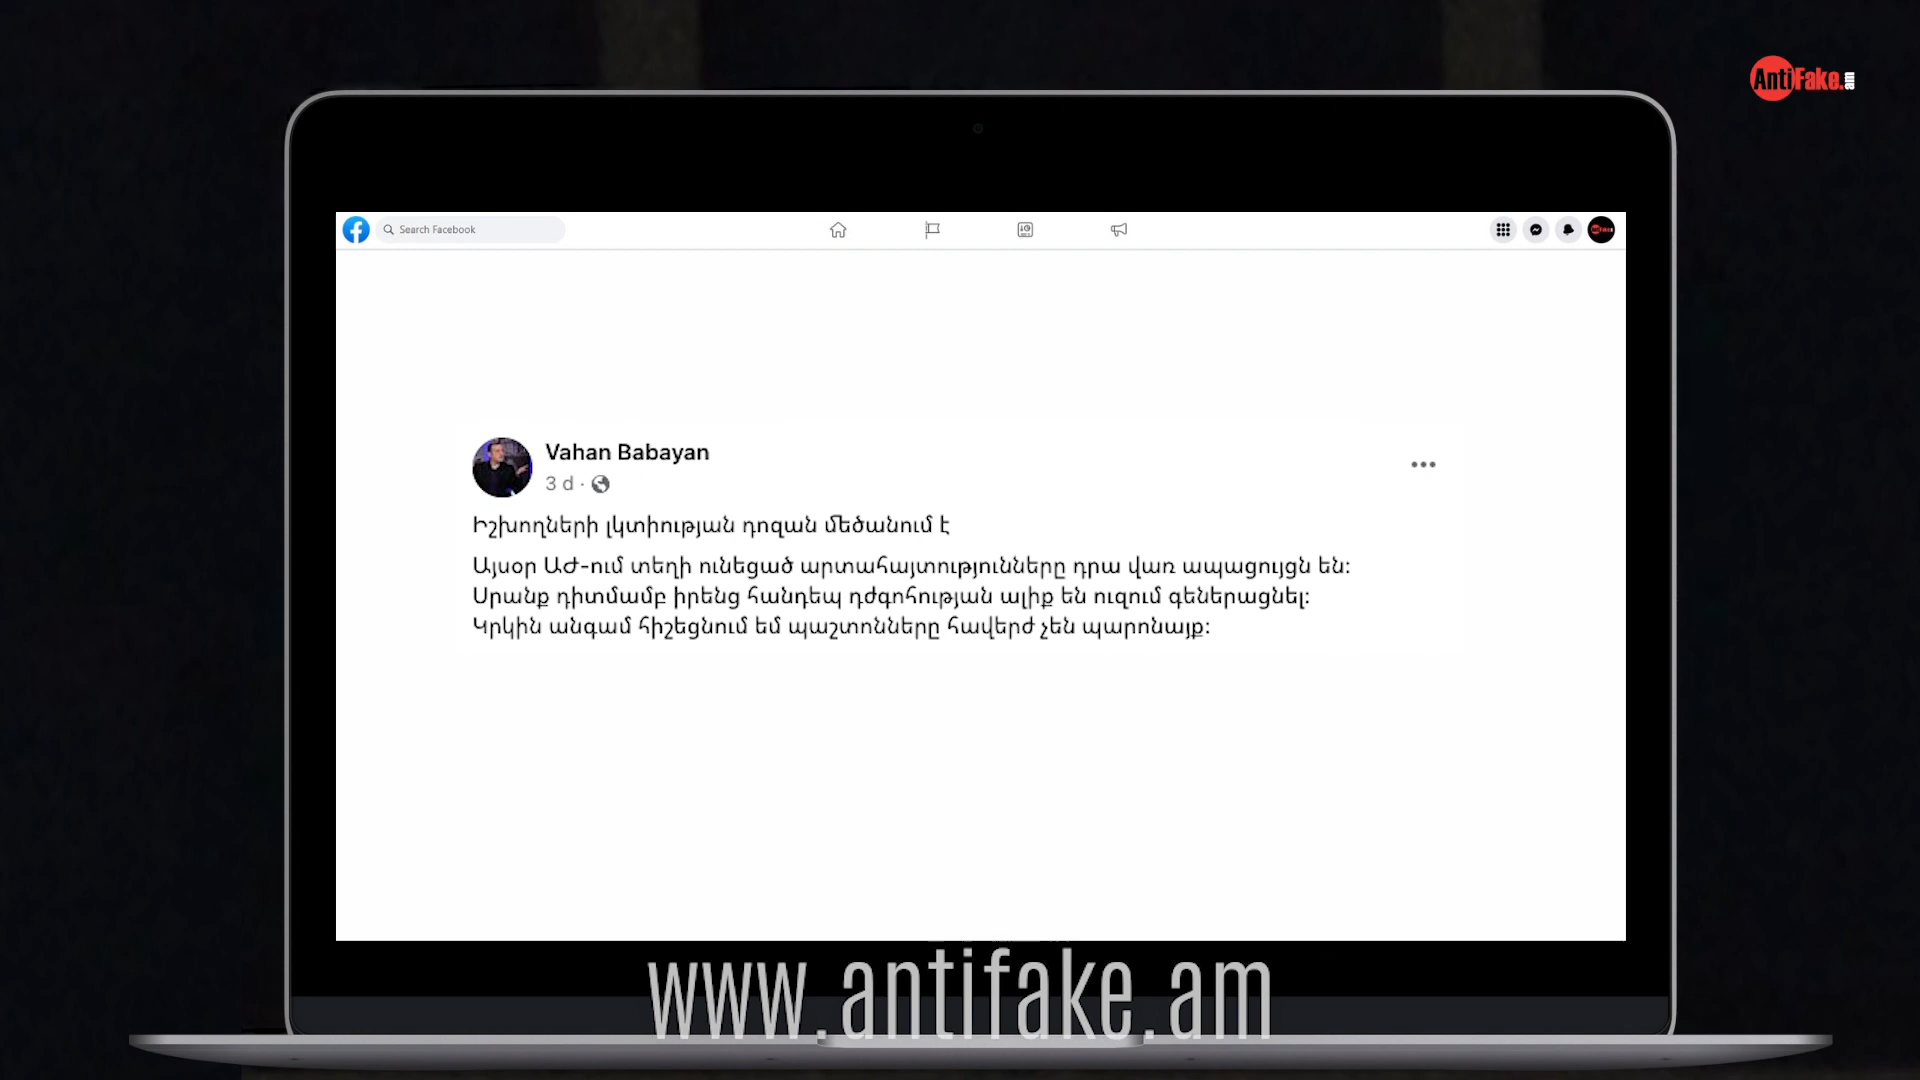 AntiFake.am
Search Facebook
Vahan Babayan
3 d ·
Իշխողների լկտիության դոզան մեծանում է
Այսօր ԱԺ-ում տեղի ունեցած արտահայտությունները դրա վառ ապացույցն են:
Սրանք դիտմամբ իրենց հանդեպ դժգոհության ալիք են ուզում գեներացնել:
Կրկին անգամ հիշեցնում եմ պաշտոնները հավերժ չեն պարոնայք:
www.antifake.am